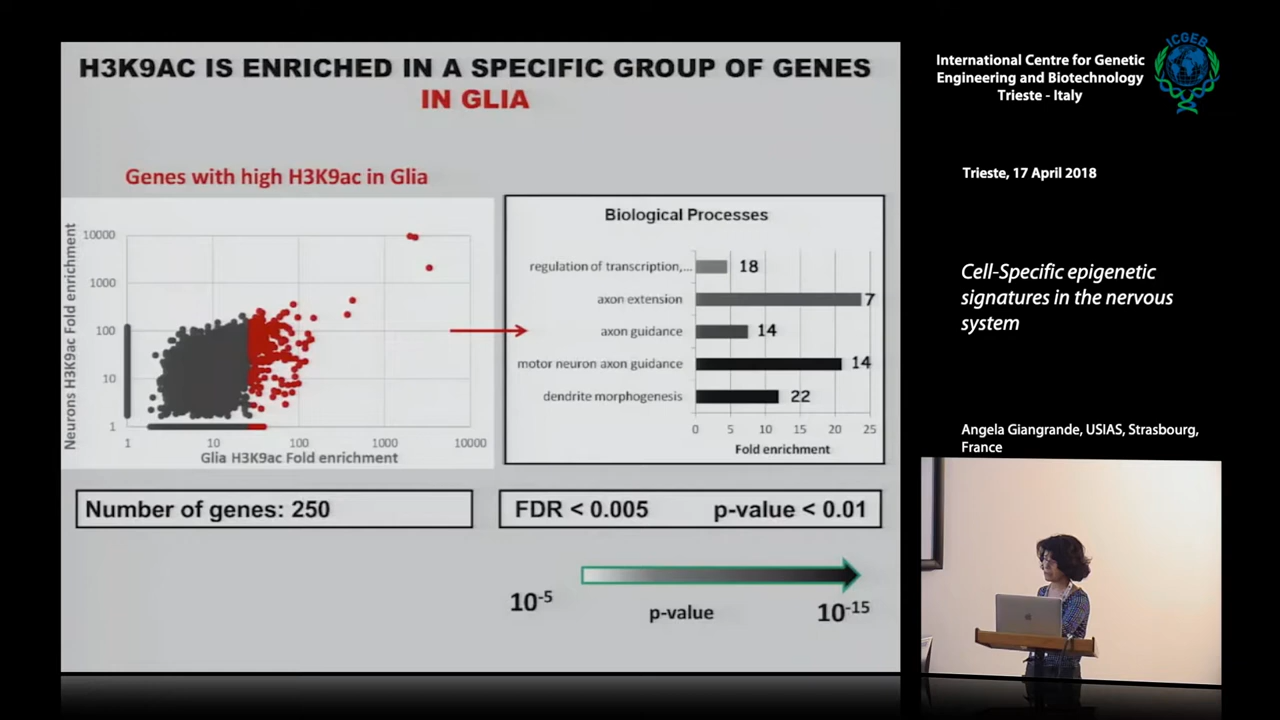 H3K9AC IS ENRICHED IN A SPECIFIC GROUP OF GENES
IN GLIA
Genes with high H3K9ac in Glia
Neurons H3K9ac Fold enrichment
10000
1000
100
10
1
1
10
100
1000
10000
Glia H3K9ac Fold enrichment
Biological Processes
regulation of transcription,... 18
axon extension 7
axon guidance 14
motor neuron axon guidance 14
dendrite morphogenesis 22
0 5 10 15 20 25
Fold enrichment
Number of genes: 250
FDR < 0.005 p-value < 0.01
10-5 p-value 10-15
ICGEB
International Centre for Genetic
Engineering and Biotechnology
Trieste - Italy
Trieste, 17 April 2018
Cell-Specific epigenetic
signatures in the nervous
system
Angela Giangrande, USIAS, Strasbourg,
France